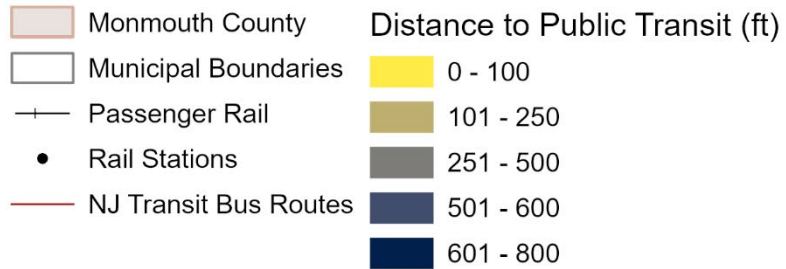 Monmouth County
Municipal Boundaries
Passenger Rail
Rail Stations
NJ Transit Bus Routes
Distance to Public Transit (ft)
0 - 100
101 - 250
251 - 500
501 - 600
601 - 800